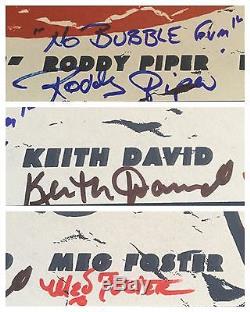 "NO BUBBLE GUM"
RODDY PIPER
Roddy Piper
KEITH DAVID
Keith David
MEG FOSTER
Meg Foster